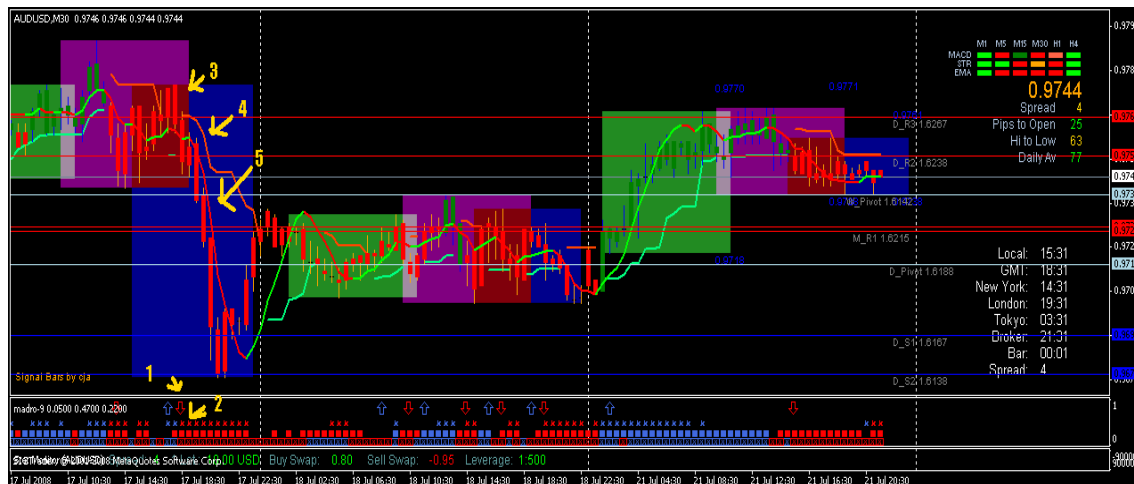 AUDUSD,M30 0.9746 0.9746 0.9744 0.9744
M1 M5 M15 M30 H1 H4
MACD
STR
EMA
0.9744
Spread 4
Pips to Open 25
Hi to Low 63
Daily Av 77
3
4
5
1
2
0.9770
0.9771
D_R3 1.6267
D_R2 1.6238
W_Pivot 1.6142
M_R1 1.6215
0.9719
D_Pivot 1.6188
D_S1 1.6167
D_S2 1.6138
Local: 15:31
GMT: 18:31
New York: 14:31
London: 19:31
Tokyo: 03:31
Broker: 21:31
Bar: 00:01
Spread: 4
Signal Bars by cja
madro-9 0.0500 0.4700 0.2200
1
0
Buy Swap: 0.80 Sell Swap: -0.95 Leverage: 1:500
17 Jul 2008 17 Jul 10:30 17 Jul 14:30 17 Jul 18:30 17 Jul 22:30 18 Jul 02:30 18 Jul 06:30 18 Jul 10:30 18 Jul 14:30 18 Jul 18:30 18 Jul 22:30 21 Jul 04:30 21 Jul 08:30 21 Jul 12:30 21 Jul 16:30 21 Jul 20:30